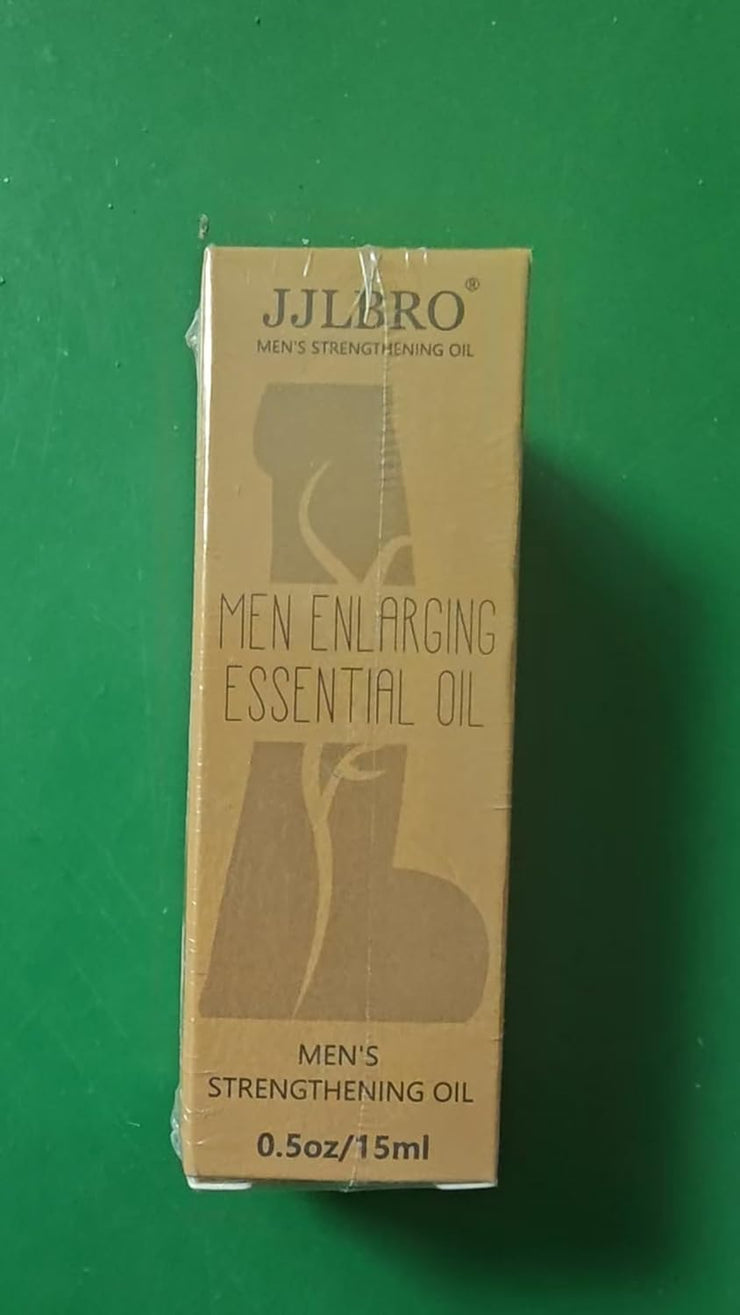 JJLBRO®
MEN'S STRENGTHENING OIL
MEN ENLARGING
ESSENTIAL OIL
MEN'S
STRENGTHENING OIL
0.5oz/15ml